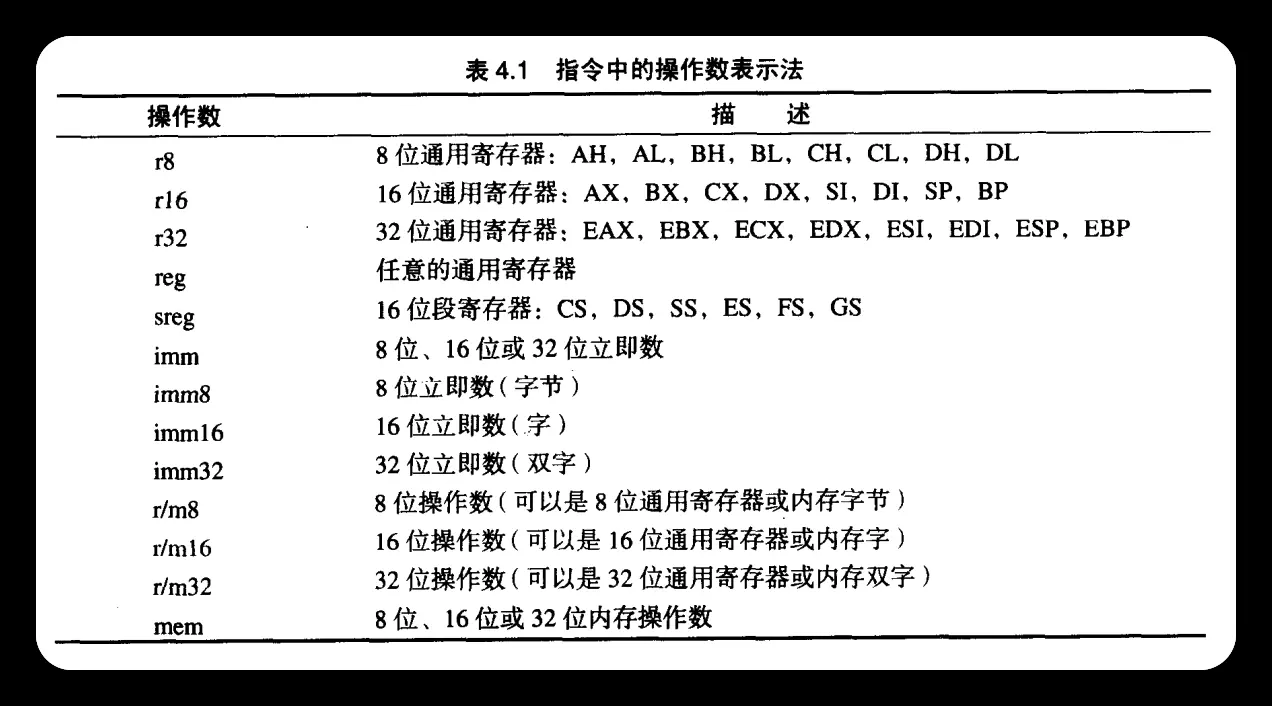 表 4.1 指令中的操作数表示法
操作数 描 述
r8 8 位通用寄存器：AH，AL，BH，BL，CH，CL，DH，DL
r16 16 位通用寄存器：AX，BX，CX，DX，SI，DI，SP，BP
r32 32 位通用寄存器：EAX，EBX，ECX，EDX，ESI，EDI，ESP，EBP
reg 任意的通用寄存器
sreg 16 位段寄存器：CS，DS，SS，ES，FS，GS
imm 8 位、16 位或 32 位立即数
imm8 8 位立即数（字节）
imm16 16 位立即数（字）
imm32 32 位立即数（双字）
r/m8 8 位操作数（可以是 8 位通用寄存器或内存字节）
r/m16 16 位操作数（可以是 16 位通用寄存器或内存字）
r/m32 32 位操作数（可以是 32 位通用寄存器或内存双字）
mem 8 位、16 位或 32 位内存操作数